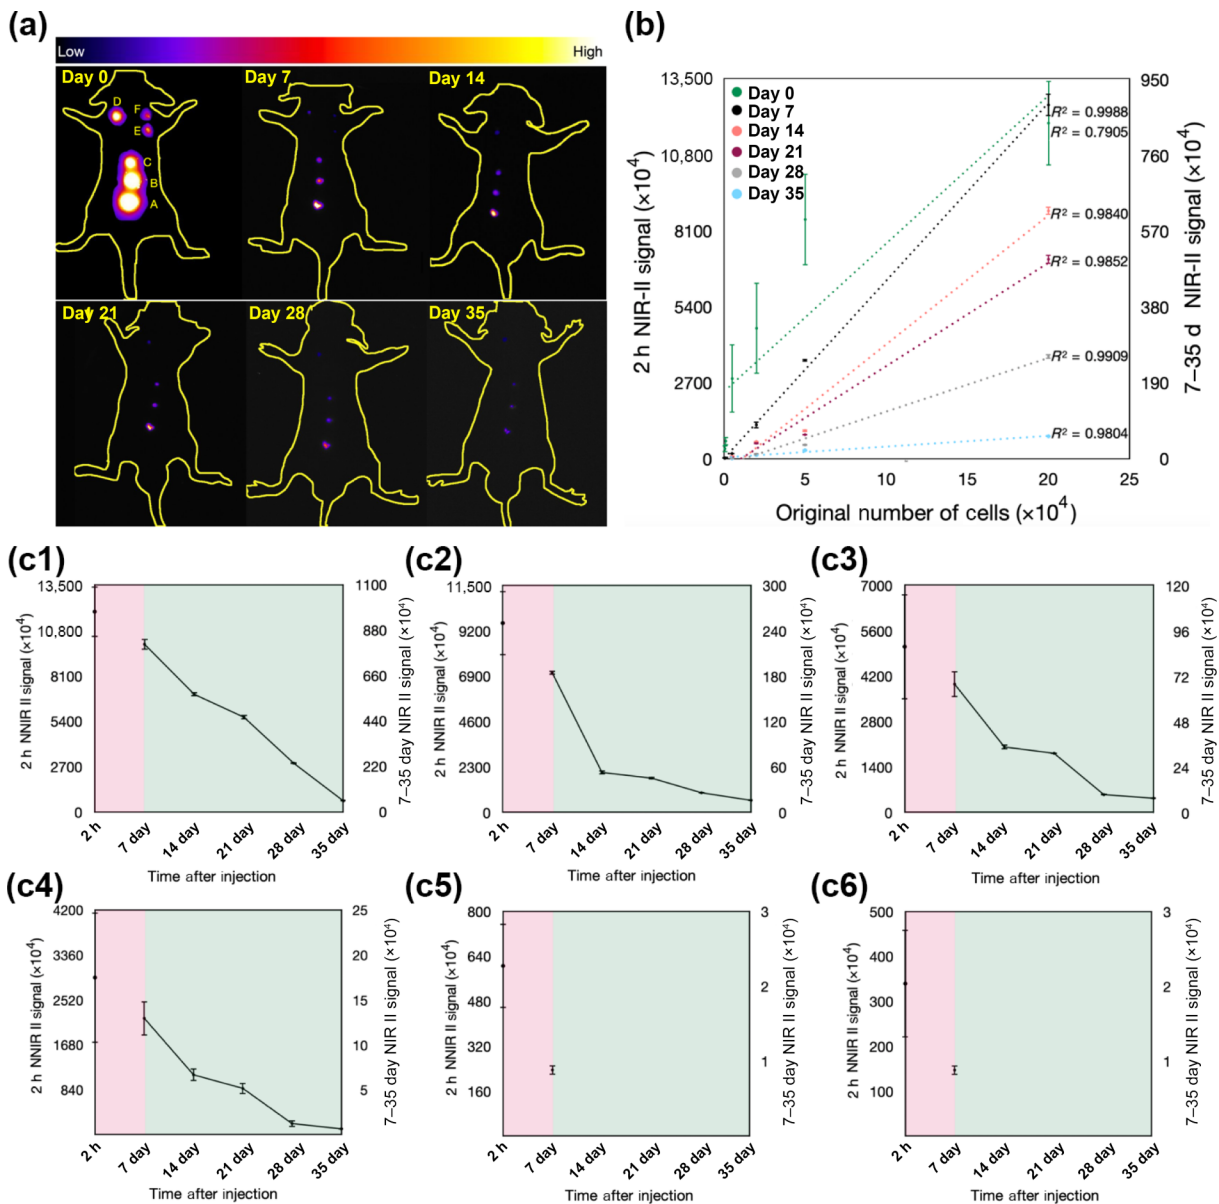 (a)
Low
High
Day 0
Day 7
Day 14
D
F
E
C
B
A
Day 21
Day 28
Day 35
(b)
13,500
10,800
8100
5400
2700
0
2 h NIR-II signal (×10⁴)
Day 0
Day 7
Day 14
Day 21
Day 28
Day 35
R² = 0.9988
R² = 0.7905
R² = 0.9840
R² = 0.9852
R² = 0.9909
R² = 0.9804
950
760
570
380
190
0
7–35 d NIR-II signal (×10⁴)
0 5 10 15 20 25
Original number of cells (×10⁴)
(c1)
13,500
10,800
8100
5400
2700
0
2 h NNIR II signal (×10⁴)
1100
880
660
440
220
0
7–35 day NIR II signal (×10⁴)
2 h 7 day 14 day 21 day 28 day 35 day
Time after injection
(c2)
11,500
9200
6900
4600
2300
0
2 h NNIR II signal (×10⁴)
300
240
180
120
60
0
7–35 day NIR II signal (×10⁴)
2 h 7 day 14 day 21 day 28 day 35 day
Time after injection
(c3)
7000
5600
4200
2800
1400
0
2 h NNIR II signal (×10⁴)
120
96
72
48
24
0
7–35 day NIR II signal (×10⁴)
2 h 7 day 14 day 21 day 28 day 35 day
Time after injection
(c4)
4200
3360
2520
1680
840
2 h NNIR II signal (×10⁴)
25
20
15
10
5
7–35 day NIR II signal (×10⁴)
2 h 7 day 14 day 21 day 28 day 35 day
Time after injection
(c5)
800
640
480
320
160
2 h NNIR II signal (×10⁴)
3
2
1
7–35 day NIR II signal (×10⁴)
2 h 7 day 14 day 21 day 28 day 35 day
Time after injection
(c6)
500
400
300
200
100
2 h NNIR II signal (×10⁴)
3
2
1
7–35 day NIR II signal (×10⁴)
2 h 7 day 14 day 21 day 28 day 35 day
Time after injection